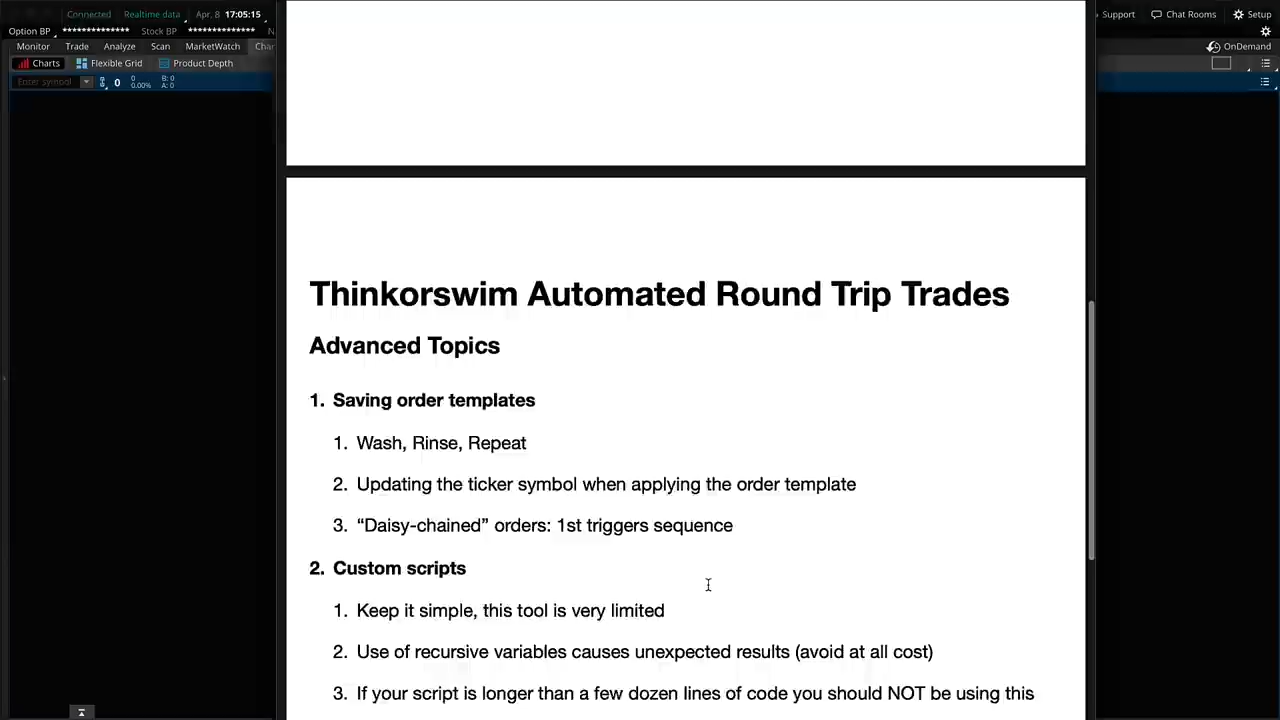 Connected Realtime data Apr. 8 17:05:15 Support Chat Rooms Setup
Option BP ************** Stock BP **************
Monitor Trade Analyze Scan MarketWatch Char OnDemand
Charts Flexible Grid Product Depth
Enter symbol 0 0 0.00% B: 0 A: 0
Thinkorswim Automated Round Trip Trades
Advanced Topics
1. Saving order templates
1. Wash, Rinse, Repeat
2. Updating the ticker symbol when applying the order template
3. “Daisy-chained” orders: 1st triggers sequence
2. Custom scripts
1. Keep it simple, this tool is very limited
2. Use of recursive variables causes unexpected results (avoid at all cost)
3. If your script is longer than a few dozen lines of code you should NOT be using this